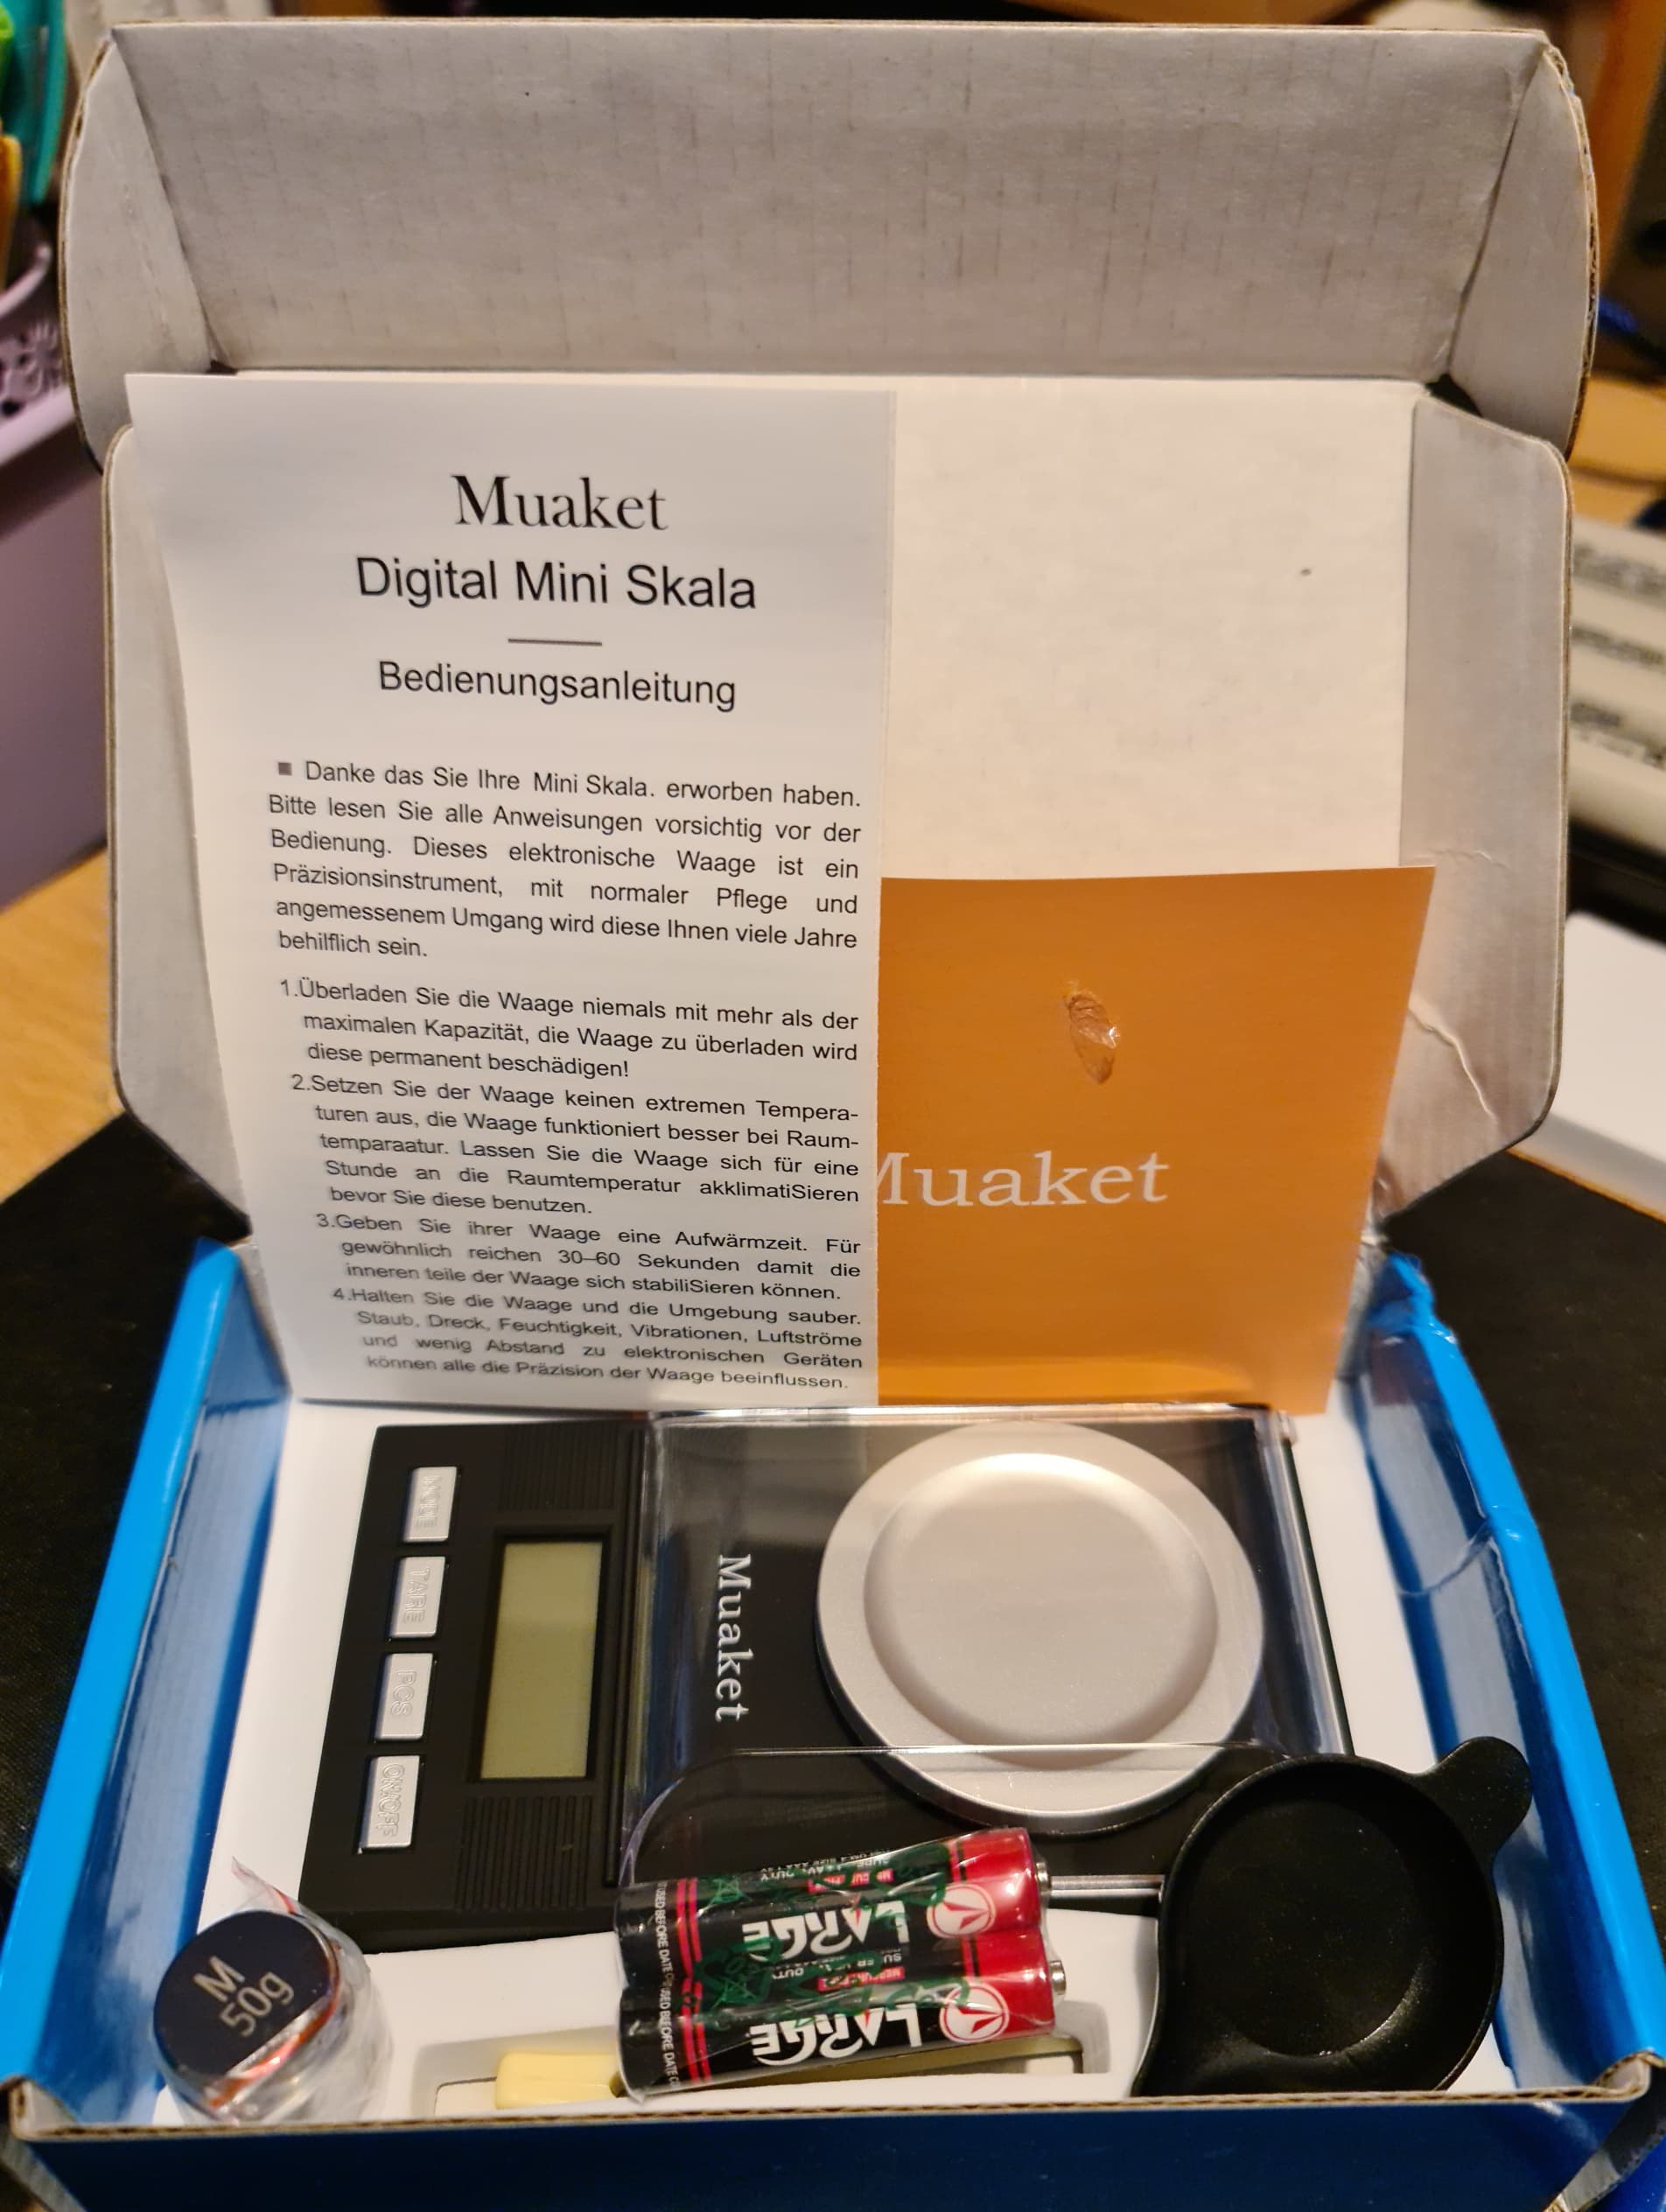 Muaket
Digital Mini Skala
Bedienungsanleitung
■ Danke das Sie Ihre Mini Skala. erworben haben.
Bitte lesen Sie alle Anweisungen vorsichtig vor der
Bedienung. Dieses elektronische Waage ist ein
Präzisionsinstrument, mit normaler Pflege und
angemessenem Umgang wird diese Ihnen viele Jahre
behilflich sein.
1.Überladen Sie die Waage niemals mit mehr als der
maximalen Kapazität, die Waage zu überladen wird
diese permanent beschädigen!
2.Setzen Sie der Waage keinen extremen Tempera-
turen aus, die Waage funktioniert besser bei Raum-
temparaatur. Lassen Sie die Waage sich für eine
Stunde an die Raumtemperatur akklimatiSieren
bevor Sie diese benutzen.
3.Geben Sie ihrer Waage eine Aufwärmzeit. Für
gewöhnlich reichen 30–60 Sekunden damit die
inneren teile der Waage sich stabiliSieren können.
4.Halten Sie die Waage und die Umgebung sauber.
Staub, Dreck, Feuchtigkeit, Vibrationen, Luftströme
und wenig Abstand zu elektronischen Geräten
können alle die Präzision der Waage beeinflussen.
Muaket
TARE
PCS
ON/OFF
Muaket
M
50g
LARGE
LARGE